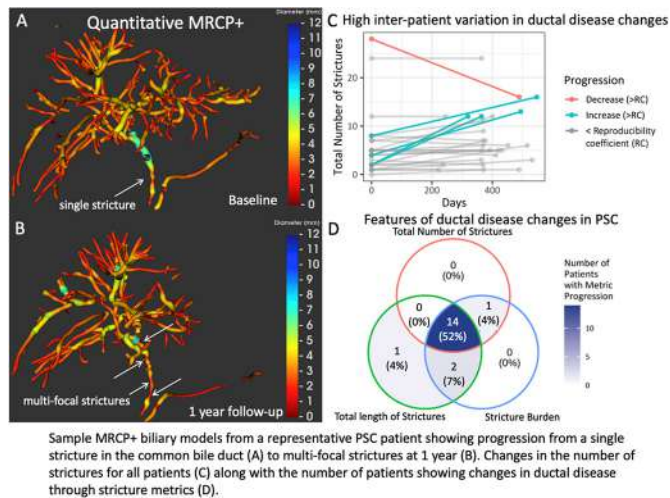 A
Quantitative MRCP+
Diameter (mm)
12
11
10
9
8
7
6
5
4
3
2
1
0
single stricture
Baseline
B
Diameter (mm)
12
11
10
9
8
7
6
5
4
3
2
1
0
multi-focal strictures
1 year follow-up
C
High inter-patient variation in ductal disease changes
Total Number of Strictures
20
10
0
0
200
400
Days
Progression
Decrease (>RC)
Increase (>RC)
< Reproducibility
coefficient (RC)
Features of ductal disease changes in PSC
D
Total Number of Strictures
0
(0%)
0
(0%)
1
(4%)
14
(52%)
1
(4%)
2
(7%)
0
(0%)
Total length of Strictures
Stricture Burden
Number of
Patients
with Metric
Progression
10
5
0
Sample MRCP+ biliary models from a representative PSC patient showing progression from a single
stricture in the common bile duct (A) to multi-focal strictures at 1 year (B). Changes in the number of
strictures for all patients (C) along with the number of patients showing changes in ductal disease
through stricture metrics (D).